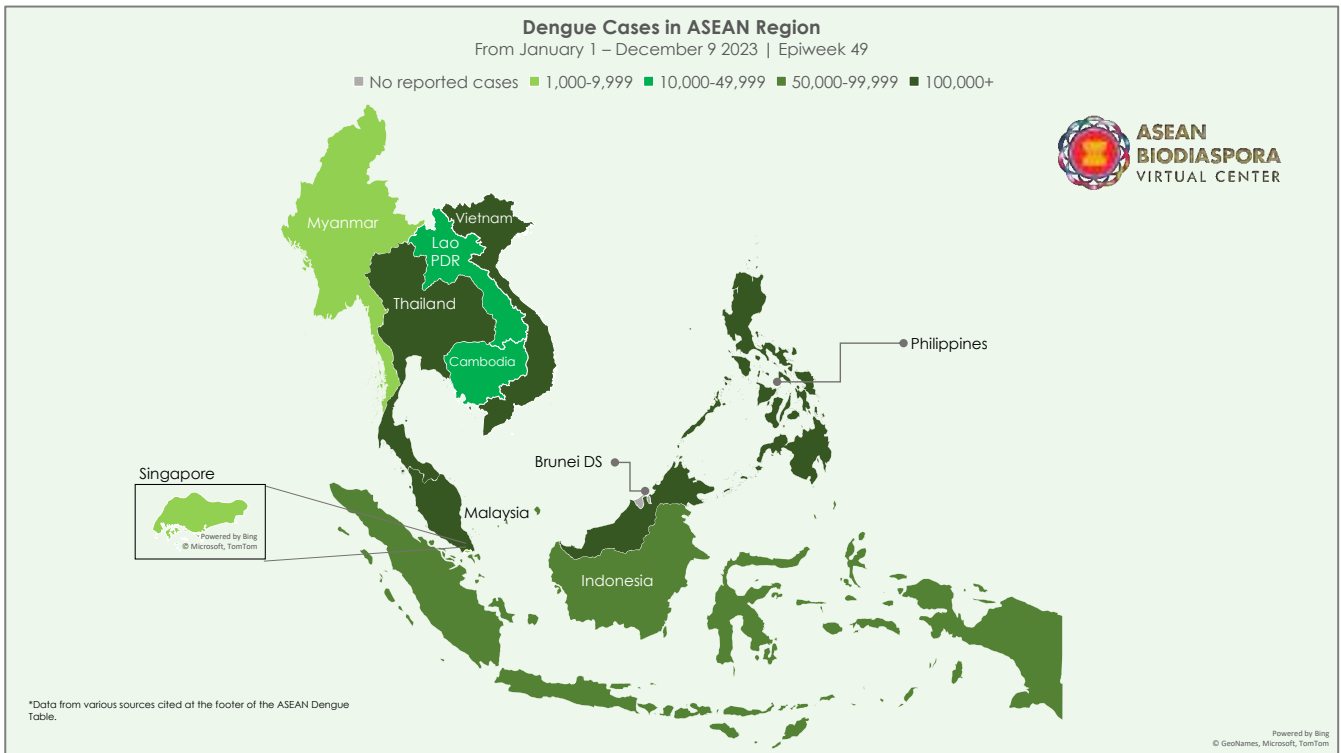 Dengue Cases in ASEAN Region
From January 1 – December 9 2023 | Epiweek 49
No reported cases 1,000-9,999 10,000-49,999 50,000-99,999 100,000+
ASEAN
BIODIASPORA
VIRTUAL CENTER
Myanmar
Vietnam
Lao
PDR
Thailand
Cambodia
Philippines
Brunei DS
Singapore
Powered by Bing
© Microsoft, TomTom
Malaysia
Indonesia
*Data from various sources cited at the footer of the ASEAN Dengue
Table.
Powered by Bing
© GeoNames, Microsoft, TomTom